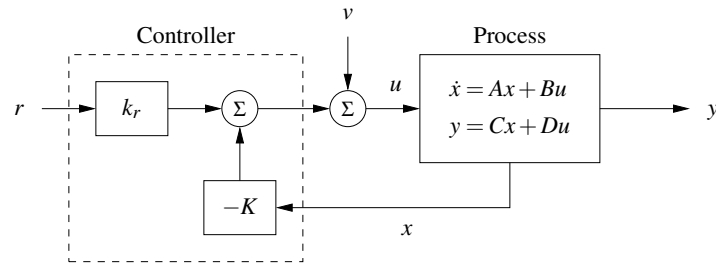 Controller
v
Process
r
k_r
Σ
Σ
u
ẋ = Ax + Bu
y = Cx + Du
y
−K
x